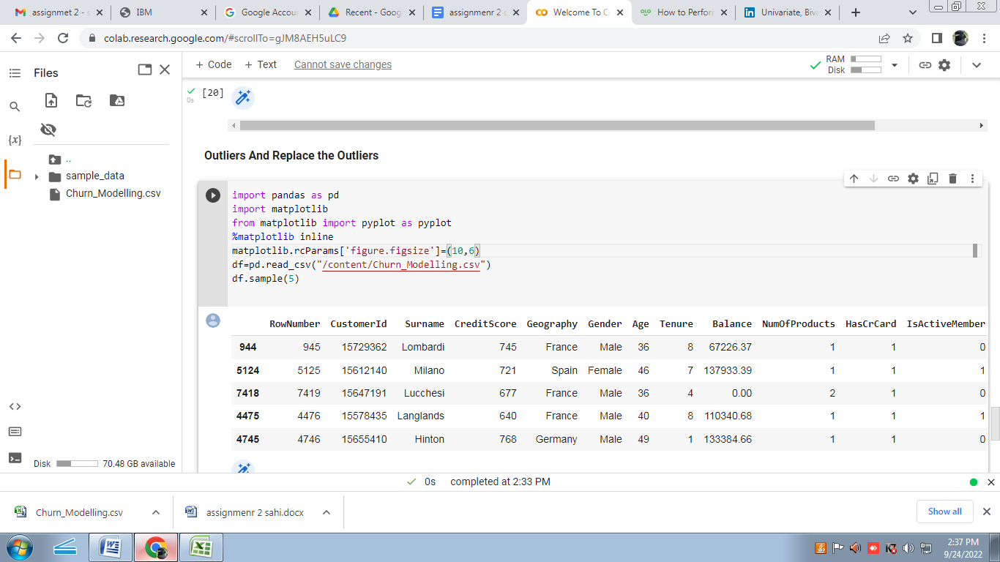 assignmet 2 - s
IBM
Google Accou
Recent - Goog
assignmenr 2 s
Welcome To C
How to Perfor
Univariate, Biva
colab.research.google.com/#scrollTo=gJM8AEH5uLC9
Files
+ Code + Text Cannot save changes
RAM
Disk
0s
[20]
{x}
..
sample_data
Churn_Modelling.csv
Outliers And Replace the Outliers
import pandas as pd
import matplotlib
from matplotlib import pyplot as pyplot
%matplotlib inline
matplotlib.rcParams['figure.figsize']=(10,6)
df=pd.read_csv("/content/Churn_Modelling.csv")
df.sample(5)
RowNumber CustomerId Surname CreditScore Geography Gender Age Tenure Balance NumOfProducts HasCrCard IsActiveMember
944 945 15729362 Lombardi 745 France Male 36 8 67226.37 1 1 0
5124 5125 15612140 Milano 721 Spain Female 46 7 137933.39 1 1 1
7418 7419 15647191 Lucchesi 677 France Male 36 4 0.00 2 1 0
4475 4476 15578435 Langlands 640 France Male 40 8 110340.68 1 1 1
4745 4746 15655410 Hinton 768 Germany Male 49 1 133384.66 1 1 0
Disk 70.48 GB available
0s completed at 2:33 PM
Churn_Modelling.csv
assignmenr 2 sahi.docx
Show all
2:37 PM
9/24/2022